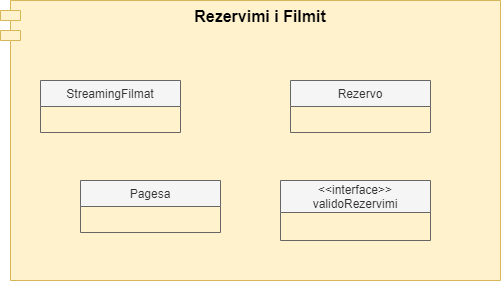 Rezervimi i Filmit
StreamingFilmat
Rezervo
Pagesa
<<interface>>
validoRezervimi